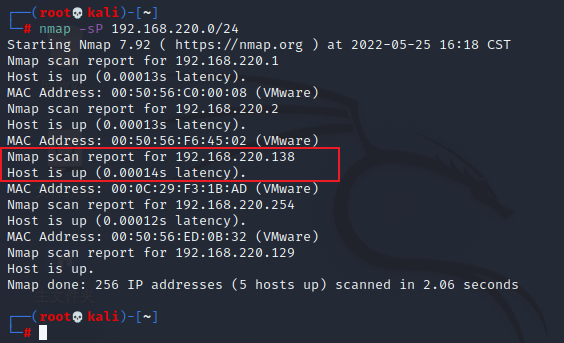 ┌──(root💀kali)-[~]
└─# nmap -sP 192.168.220.0/24
Starting Nmap 7.92 ( https://nmap.org ) at 2022-05-25 16:18 CST
Nmap scan report for 192.168.220.1
Host is up (0.00013s latency).
MAC Address: 00:50:56:C0:00:08 (VMware)
Nmap scan report for 192.168.220.2
Host is up (0.00013s latency).
MAC Address: 00:50:56:F6:45:02 (VMware)
Nmap scan report for 192.168.220.138
Host is up (0.00014s latency).
MAC Address: 00:0C:29:F3:1B:AD (VMware)
Nmap scan report for 192.168.220.254
Host is up (0.00012s latency).
MAC Address: 00:50:56:ED:0B:32 (VMware)
Nmap scan report for 192.168.220.129
Host is up.
Nmap done: 256 IP addresses (5 hosts up) scanned in 2.06 seconds
┌──(root💀kali)-[~]
└─#